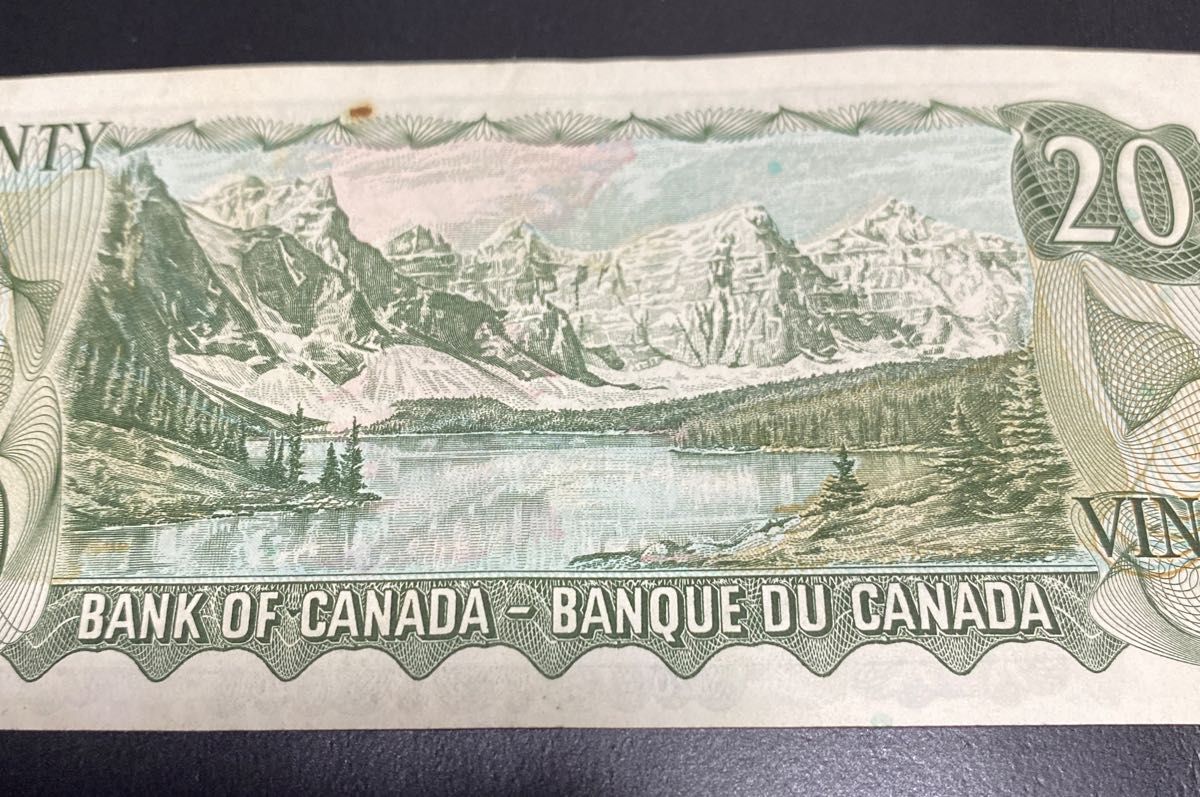 NTY
20
VIN
BANK OF CANADA – BANQUE DU CANADA